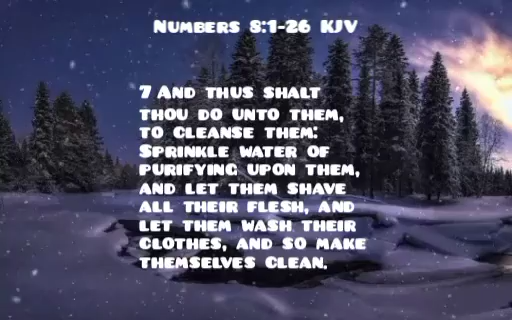 Numbers 8:1-26 KJV
7 And thus shalt
thou do unto them,
to cleanse them:
Sprinkle water of
purifying upon them,
and let them shave
all their flesh, and
let them wash their
clothes, and so make
themselves clean.